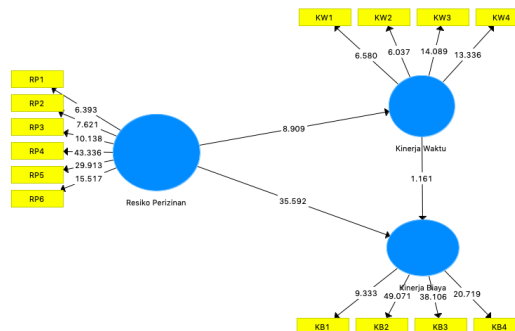 KW1 KW2 KW3 KW4
6.580 6.037 14.089 13.336
Kinerja Waktu
RP1
RP2
RP3
RP4
RP5
RP6
6.393
7.621
10.138
43.336
29.913
15.517
Resiko Perizinan
8.909
35.592
1.161
Kinerja Biaya
9.333 49.071 38.106 20.719
KB1 KB2 KB3 KB4